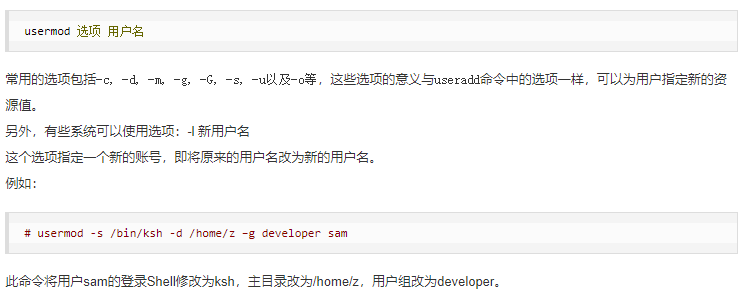 usermod 选项 用户名
常用的选项包括-c, -d, -m, -g, -G, -s, -u以及-o等，这些选项的意义与useradd命令中的选项一样，可以为用户指定新的资
源值。
另外，有些系统可以使用选项：-l 新用户名
这个选项指定一个新的账号，即将原来的用户名改为新的用户名。
例如：
# usermod -s /bin/ksh -d /home/z –g developer sam
此命令将用户sam的登录Shell修改为ksh，主目录改为/home/z，用户组改为developer。